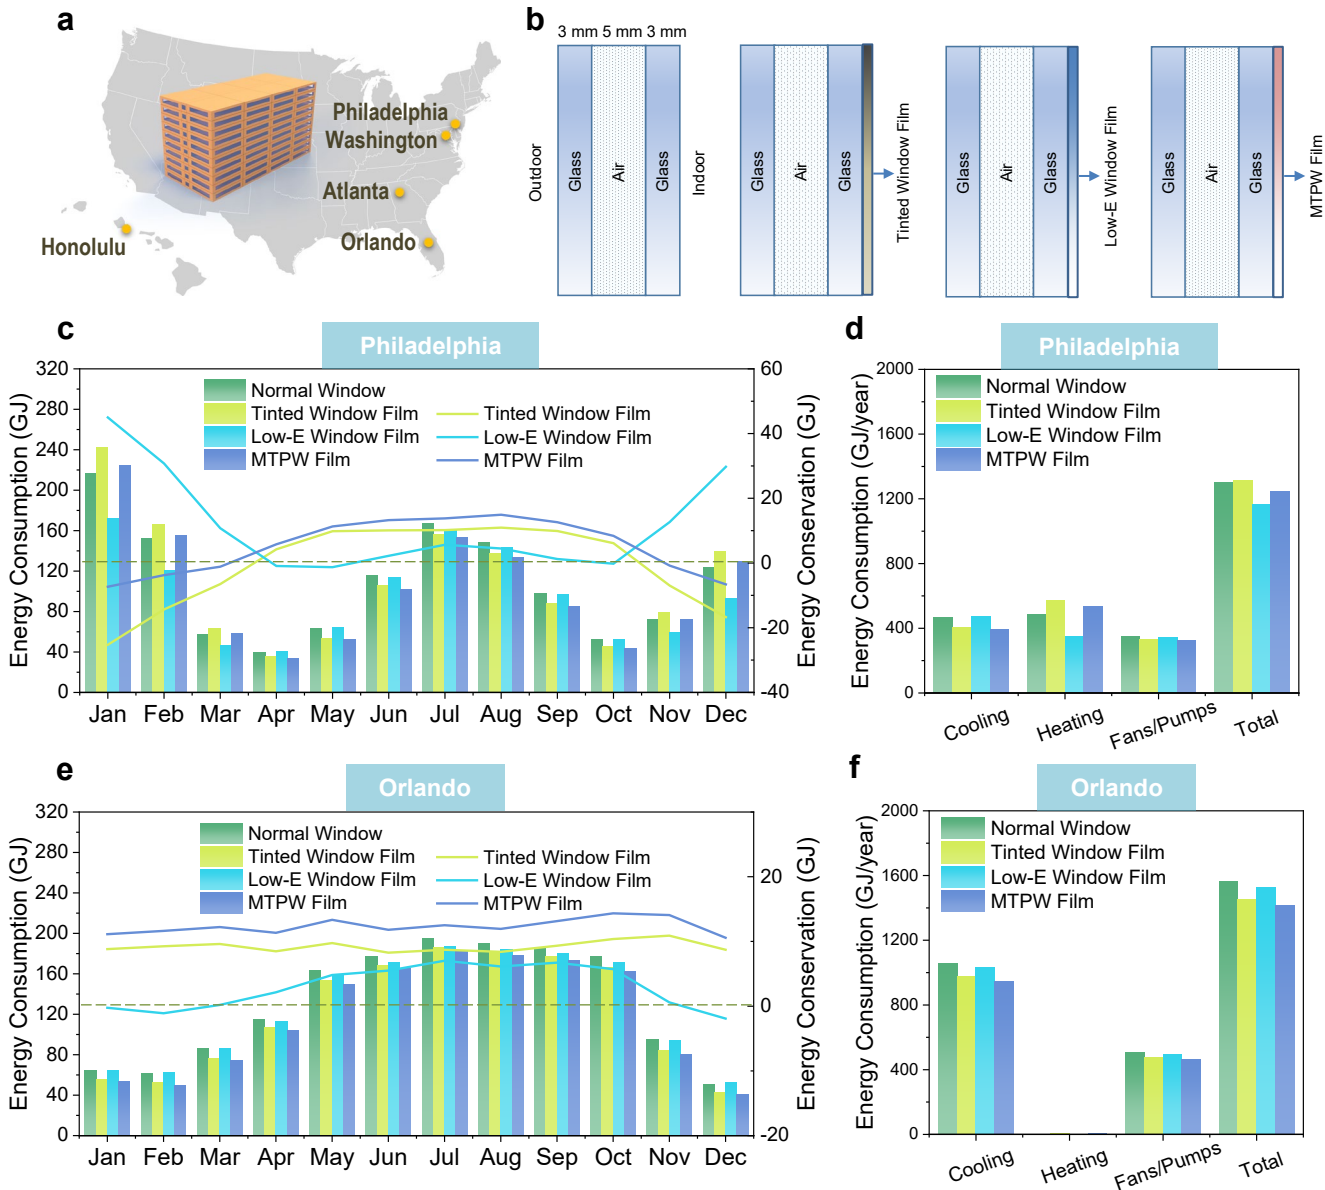 a
Philadelphia
Washington
Atlanta
Orlando
Honolulu
b
3 mm 5 mm 3 mm
Outdoor
Glass
Air
Glass
Indoor
Glass
Air
Glass
Tinted Window Film
Glass
Air
Glass
Low-E Window Film
Glass
Air
Glass
MTPW Film
c
Philadelphia
Energy Consumption (GJ)
320
280
240
200
160
120
80
40
0
Normal Window
Tinted Window Film
Low-E Window Film
MTPW Film
Tinted Window Film
Low-E Window Film
MTPW Film
60
40
20
0
-20
-40
Energy Conservation (GJ)
Jan Feb Mar Apr May Jun Jul Aug Sep Oct Nov Dec
d
Philadelphia
Energy Consumption (GJ/year)
2000
1600
1200
800
400
0
Normal Window
Tinted Window Film
Low-E Window Film
MTPW Film
Cooling Heating Fans/Pumps Total
e
Orlando
Energy Consumption (GJ)
320
280
240
200
160
120
80
40
0
Normal Window
Tinted Window Film
Low-E Window Film
MTPW Film
Tinted Window Film
Low-E Window Film
MTPW Film
20
0
-20
Energy Conservation (GJ)
Jan Feb Mar Apr May Jun Jul Aug Sep Oct Nov Dec
f
Orlando
Energy Consumption (GJ/year)
2000
1600
1200
800
400
0
Normal Window
Tinted Window Film
Low-E Window Film
MTPW Film
Cooling Heating Fans/Pumps Total